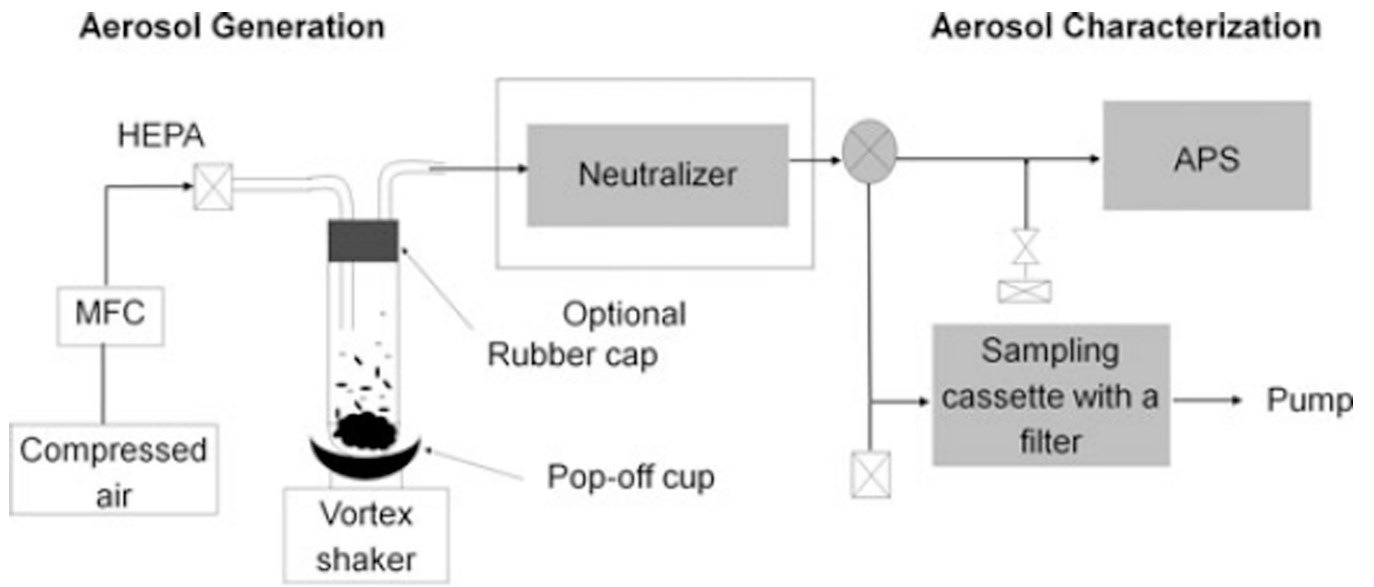 Aerosol Generation
Aerosol Characterization
HEPA
Neutralizer
APS
MFC
Optional
Rubber cap
Sampling
cassette with a
filter
Pump
Compressed
air
Pop-off cup
Vortex
shaker